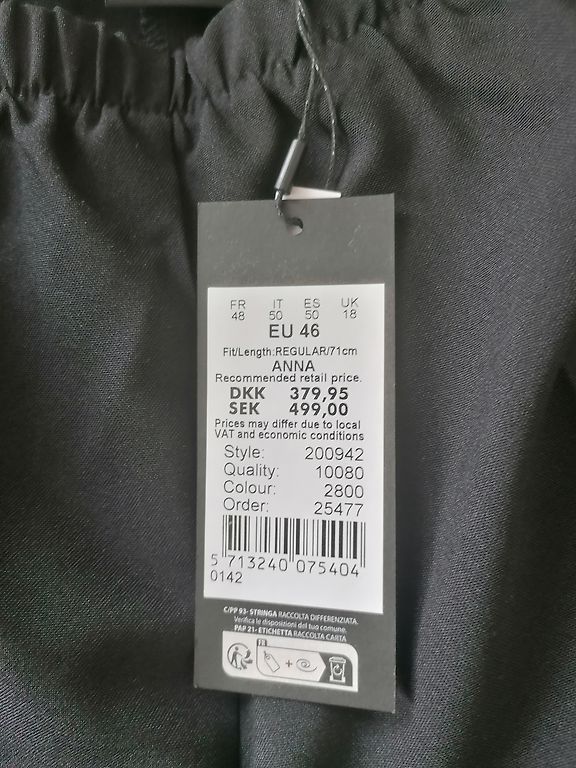 FR IT ES UK
48 50 50 18
EU 46
Fit/Length:REGULAR/71cm
ANNA
Recommended retail price.
DKK 379,95
SEK 499,00
Prices may differ due to local
VAT and economic conditions
Style: 200942
Quality: 10080
Colour: 2800
Order: 25477
5 713240 075404
0142
C/PP 93- STRINGA RACCOLTA DIFFERENZIATA.
Verifica le disposizioni del tuo comune.
PAP 21- ETICHETTA RACCOLTA CARTA
FR
+